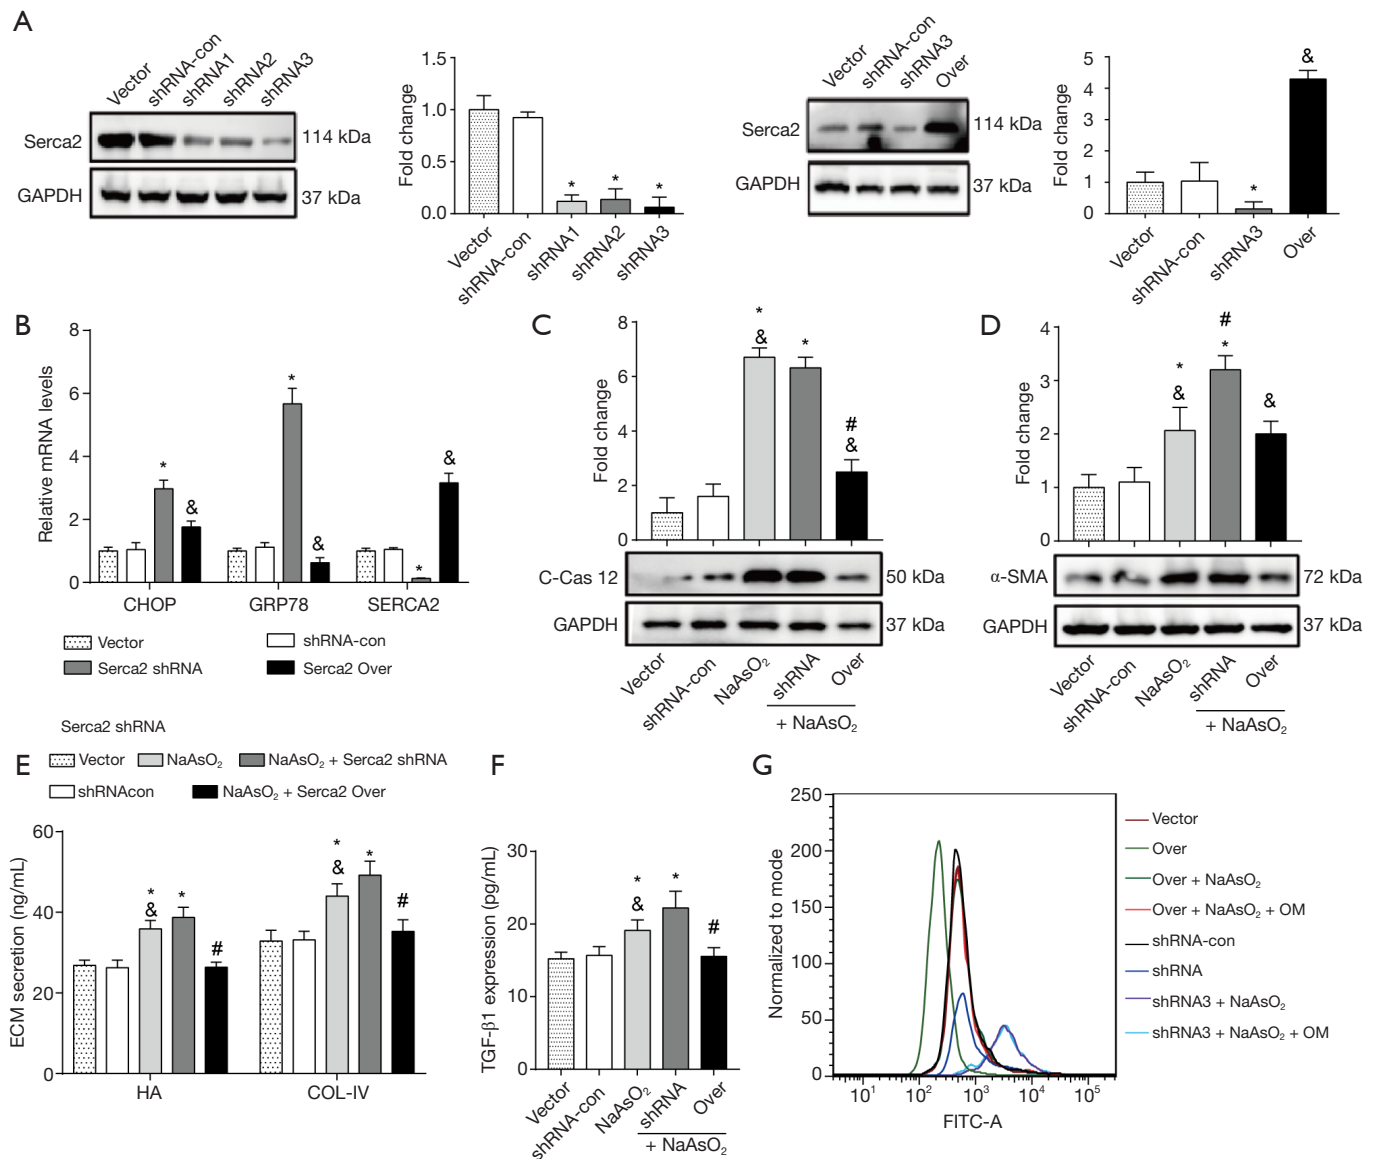 A
Vector
shRNA-con
shRNA1
shRNA2
shRNA3
Serca2
114 kDa
GAPDH
37 kDa
Fold change
1.5
1.0
0.5
0.0
* * *
Vector
shRNA-con
shRNA1
shRNA2
shRNA3
Vector
shRNA-con
shRNA3
Over
Serca2
114 kDa
GAPDH
37 kDa
Fold change
5
4
3
2
1
0
*
&
Vector
shRNA-con
shRNA3
Over
B
Relative mRNA levels
8
6
4
2
0
*
&
*
&
*
&
CHOP GRP78 SERCA2
Vector shRNA-con
Serca2 shRNA Serca2 Over
C
Fold change
8
6
4
2
0
*
&
*
#
&
C-Cas 12
50 kDa
GAPDH
37 kDa
Vector
shRNA-con
NaAsO2
shRNA
Over
+ NaAsO2
D
Fold change
4
3
2
1
0
*
&
#
*
&
α-SMA
72 kDa
GAPDH
37 kDa
Vector
shRNA-con
NaAsO2
shRNA
Over
+ NaAsO2
Serca2 shRNA
E
Vector NaAsO2 NaAsO2 + Serca2 shRNA
shRNAcon NaAsO2 + Serca2 Over
ECM secretion (ng/mL)
60
40
20
0
*
&
*
#
*
&
*
#
HA COL-IV
F
TGF-β1 expression (pg/mL)
30
20
10
0
*
&
*
#
Vector
shRNA-con
NaAsO2
shRNA
Over
+ NaAsO2
G
Normalized to mode
250
200
150
100
50
0
10^1 10^2 10^3 10^4 10^5
FITC-A
Vector
Over
Over + NaAsO2
Over + NaAsO2 + OM
shRNA-con
shRNA
shRNA3 + NaAsO2
shRNA3 + NaAsO2 + OM